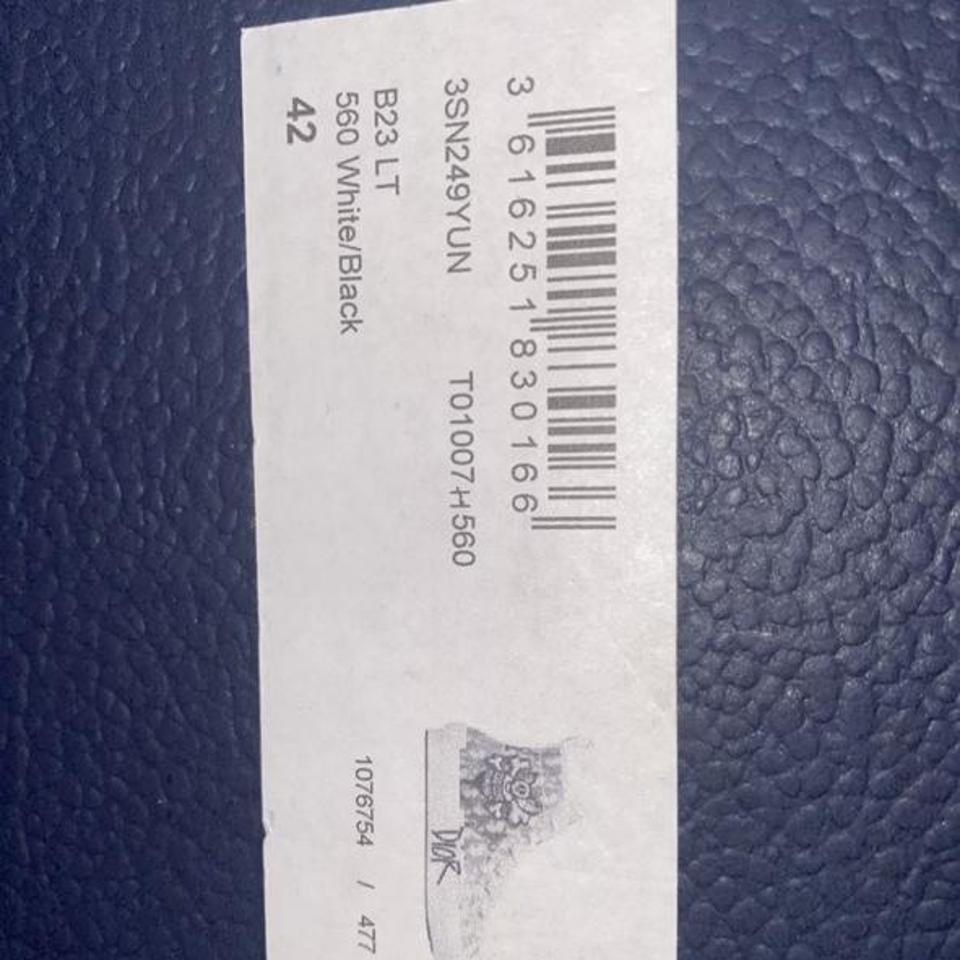 3 616251 830166
3SN249YUN T01007H560
B23 LT
560 White/Black
42
DIOR
1076754 / 477